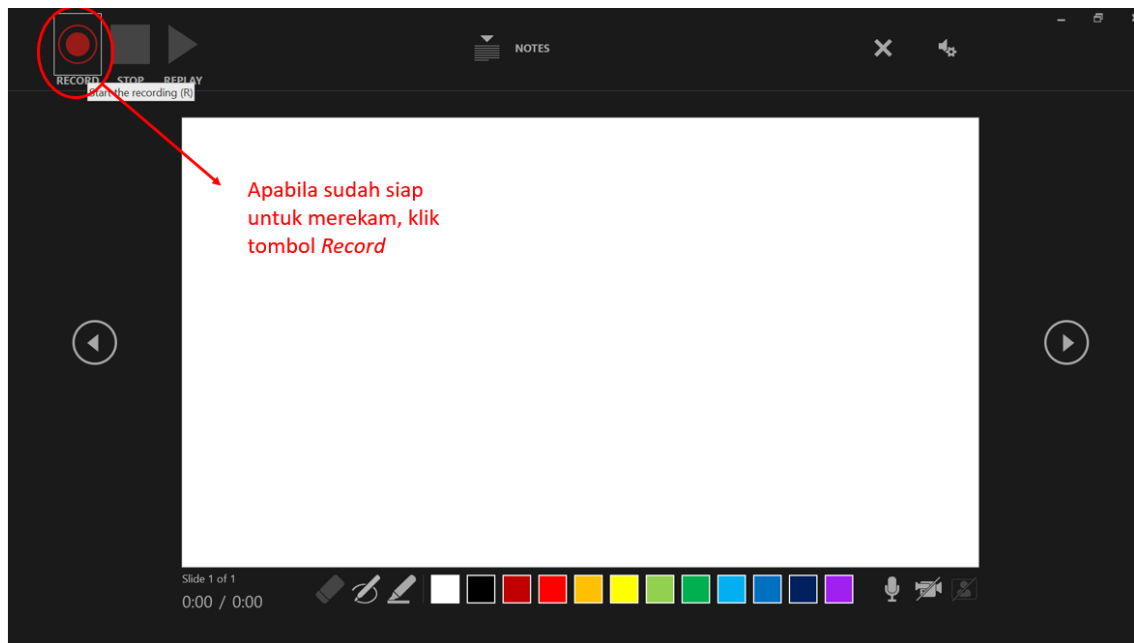 RECORD STOP REPLAY
Start the recording (R)
NOTES
Apabila sudah siap
untuk merekam, klik
tombol Record
Slide 1 of 1
0:00 / 0:00